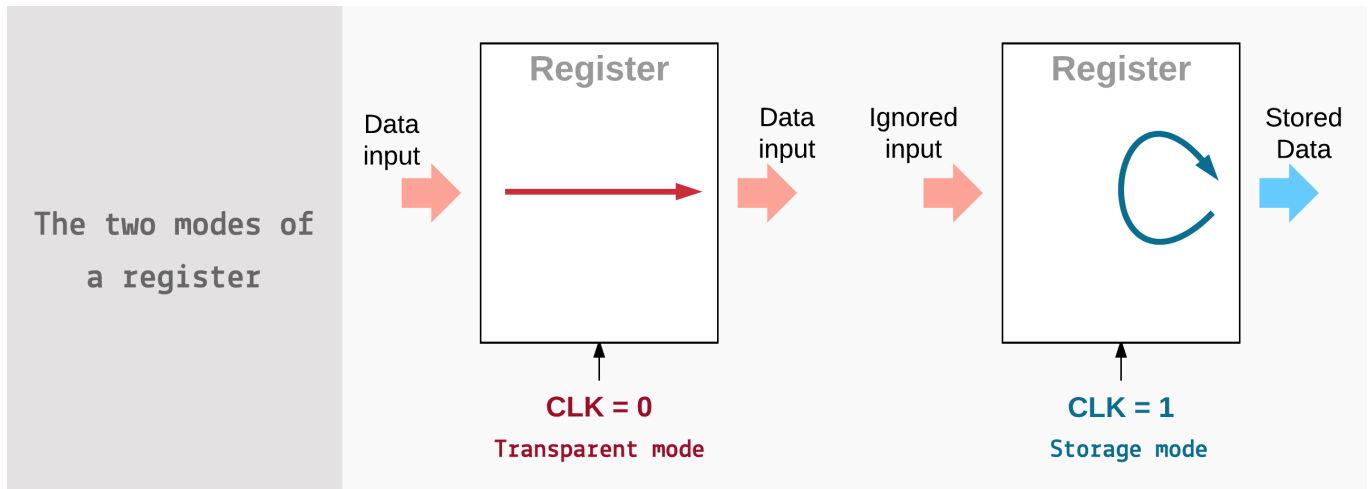 The two modes of
a register
Register
Data
input
Data
input
CLK = 0
Transparent mode
Register
Ignored
input
Stored
Data
CLK = 1
Storage mode